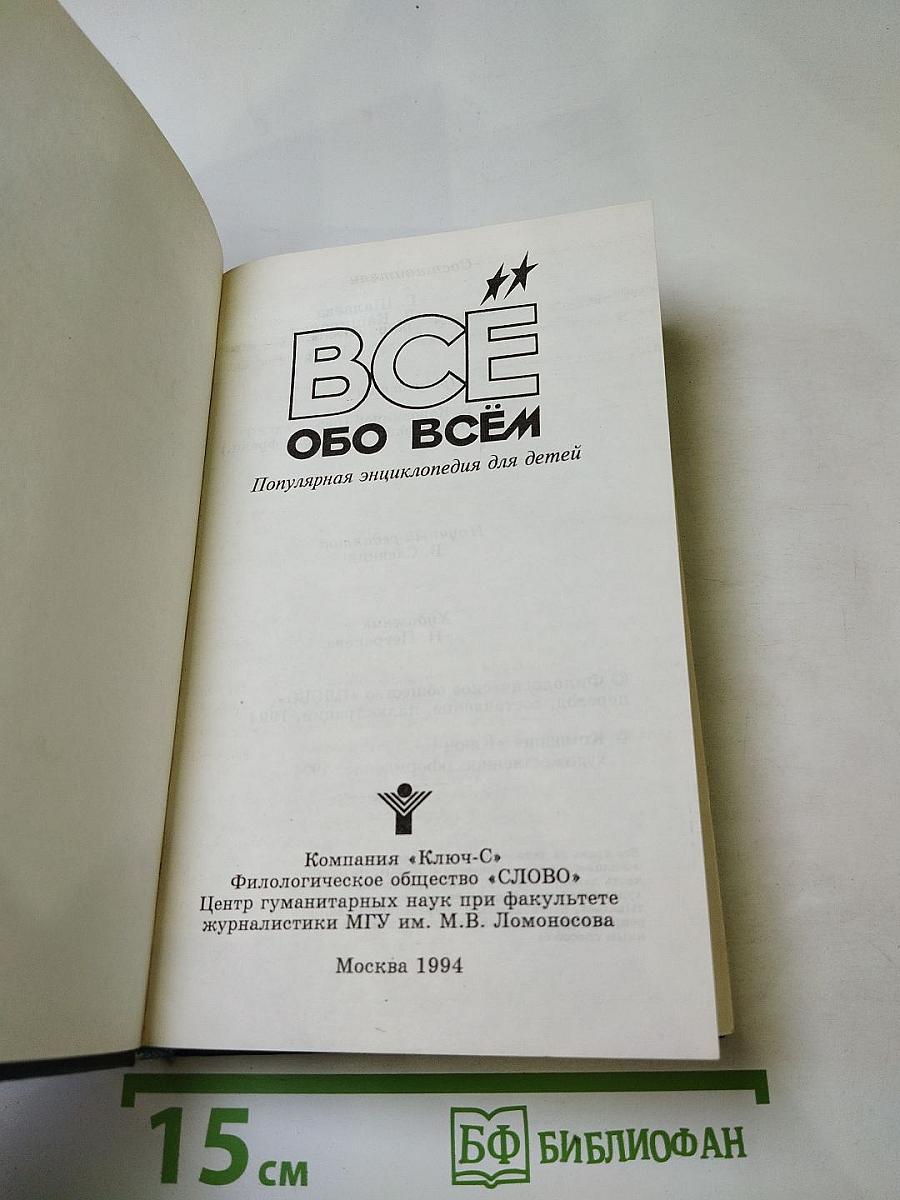 ВСЁ
ОБО ВСЁМ
Популярная энциклопедия для детей
Компания «Ключ-С»
Филологическое общество «СЛОВО»
Центр гуманитарных наук при факультете
журналистики МГУ им. М.В. Ломоносова
Москва 1994
15 см
БФ БИБЛИОФАН